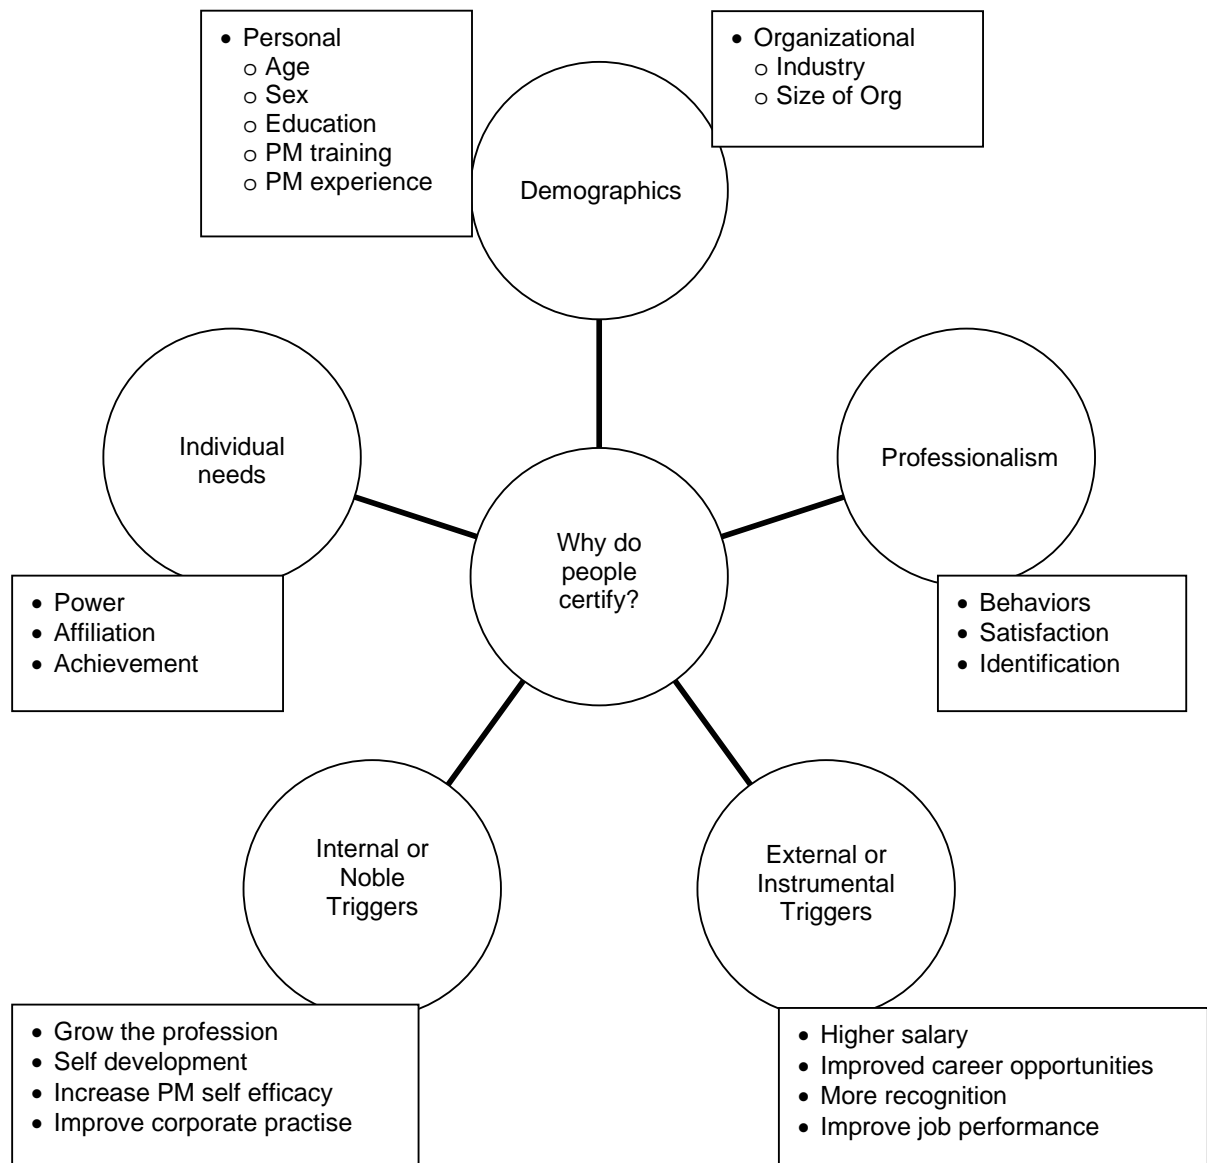 • Personal
o Age
o Sex
o Education
o PM training
o PM experience
• Organizational
o Industry
o Size of Org
Demographics
Individual
needs
Professionalism
Why do
people
certify?
• Power
• Affiliation
• Achievement
• Behaviors
• Satisfaction
• Identification
Internal or
Noble
Triggers
External or
Instrumental
Triggers
• Grow the profession
• Self development
• Increase PM self efficacy
• Improve corporate practise
• Higher salary
• Improved career opportunities
• More recognition
• Improve job performance